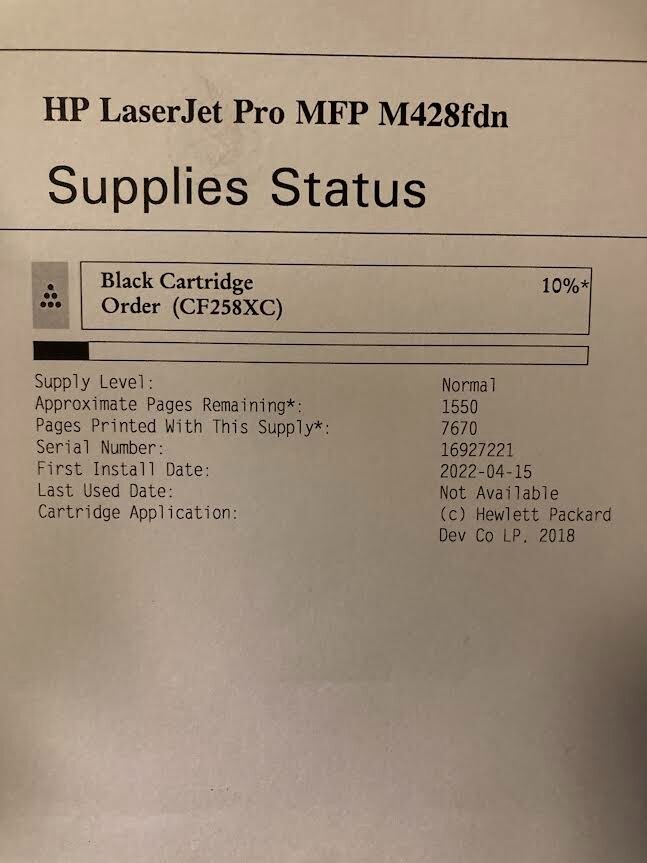 HP LaserJet Pro MFP M428fdn
Supplies Status
Black Cartridge 10%*
Order (CF258XC)
Supply Level: Normal
Approximate Pages Remaining*: 1550
Pages Printed With This Supply*: 7670
Serial Number: 16927221
First Install Date: 2022-04-15
Last Used Date: Not Available
Cartridge Application: (c) Hewlett Packard
Dev Co LP, 2018